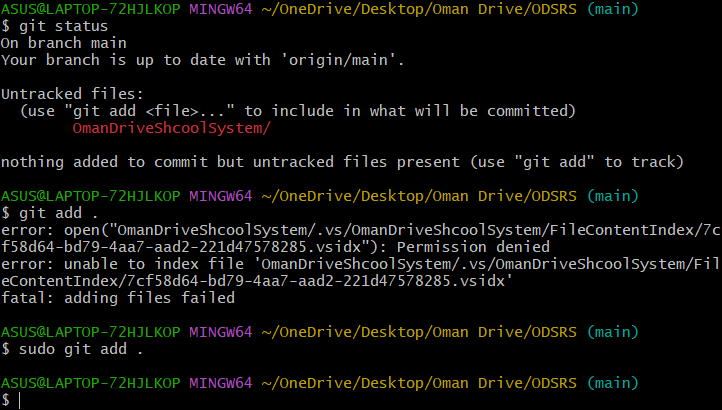 ASUS@LAPTOP-72HJLKOP MINGW64 ~/OneDrive/Desktop/Oman Drive/ODSRS (main)
$ git status
On branch main
Your branch is up to date with 'origin/main'.

Untracked files:
  (use "git add <file>..." to include in what will be committed)
        OmanDriveShcoolSystem/

nothing added to commit but untracked files present (use "git add" to track)

ASUS@LAPTOP-72HJLKOP MINGW64 ~/OneDrive/Desktop/Oman Drive/ODSRS (main)
$ git add .
error: open("OmanDriveShcoolSystem/.vs/OmanDriveShcoolSystem/FileContentIndex/7c
f58d64-bd79-4aa7-aad2-221d47578285.vsidx"): Permission denied
error: unable to index file 'OmanDriveShcoolSystem/.vs/OmanDriveShcoolSystem/Fil
eContentIndex/7cf58d64-bd79-4aa7-aad2-221d47578285.vsidx'
fatal: adding files failed

ASUS@LAPTOP-72HJLKOP MINGW64 ~/OneDrive/Desktop/Oman Drive/ODSRS (main)
$ sudo git add .

ASUS@LAPTOP-72HJLKOP MINGW64 ~/OneDrive/Desktop/Oman Drive/ODSRS (main)
$